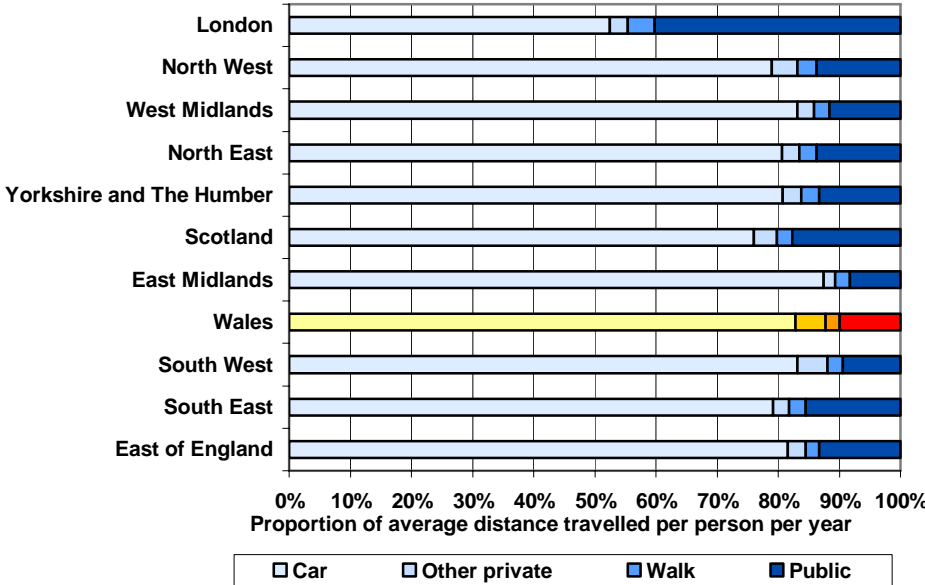 London
North West
West Midlands
North East
Yorkshire and The Humber
Scotland
East Midlands
Wales
South West
South East
East of England
0% 10% 20% 30% 40% 50% 60% 70% 80% 90% 100%
Proportion of average distance travelled per person per year
Car Other private Walk Public